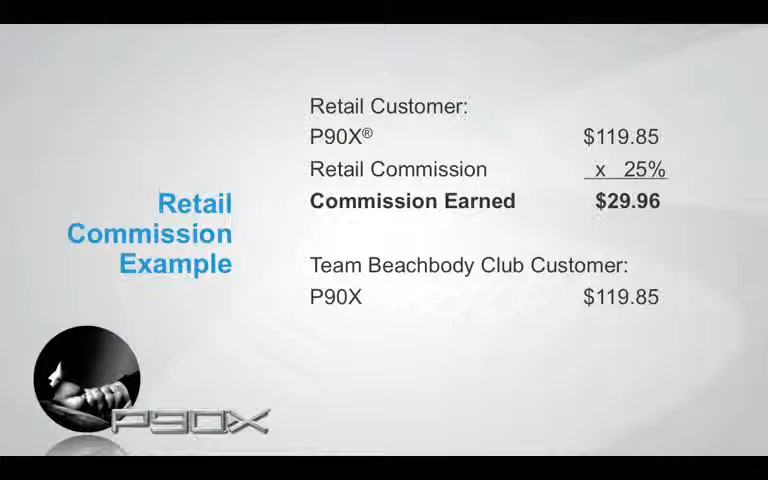 Retail Customer:
P90X® $119.85
Retail Commission x 25%
Commission Earned $29.96
Retail
Commission
Example
Team Beachbody Club Customer:
P90X $119.85
P90X